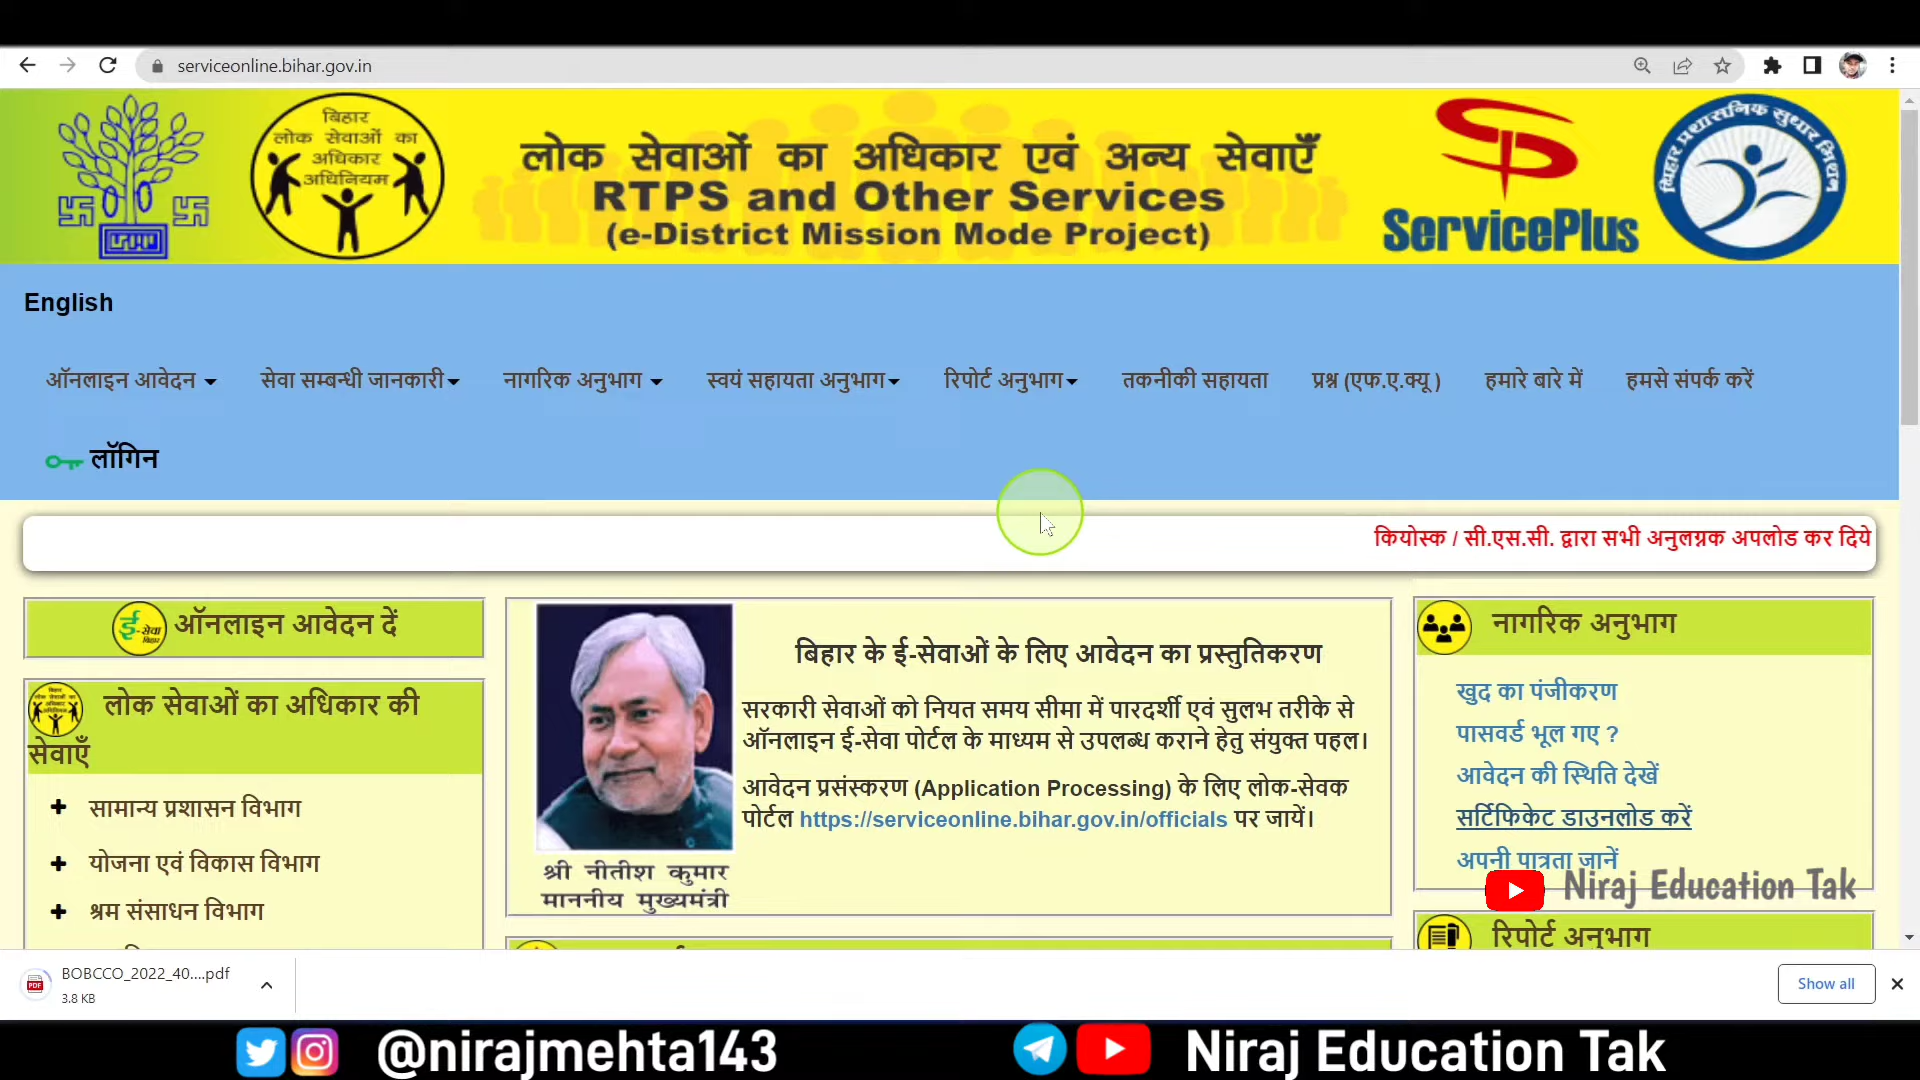 serviceonline.bihar.gov.in
बिहार
लोक सेवाओं का
अधिकार
अधिनियम
लोक सेवाओं का अधिकार एवं अन्य सेवाएँ
RTPS and Other Services
(e-District Mission Mode Project)
ServicePlus
बिहार प्रशासनिक सुधार मिशन
English
ऑनलाइन आवेदन
सेवा सम्बन्धी जानकारी
नागरिक अनुभाग
स्वयं सहायता अनुभाग
रिपोर्ट अनुभाग
तकनीकी सहायता
प्रश्न (एफ.ए.क्यू )
हमारे बारे में
हमसे संपर्क करें
लॉगिन
कियोस्क / सी.एस.सी. द्वारा सभी अनुलग्नक अपलोड कर दिये
ई-सेवा बिहार
ऑनलाइन आवेदन दें
लोक सेवाओं का अधिकार की
सेवाएँ
सामान्य प्रशासन विभाग
योजना एवं विकास विभाग
श्रम संसाधन विभाग
बिहार के ई-सेवाओं के लिए आवेदन का प्रस्तुतिकरण
सरकारी सेवाओं को नियत समय सीमा में पारदर्शी एवं सुलभ तरीके से
ऑनलाइन ई-सेवा पोर्टल के माध्यम से उपलब्ध कराने हेतु संयुक्त पहल।
आवेदन प्रसंस्करण (Application Processing) के लिए लोक-सेवक
पोर्टल https://serviceonline.bihar.gov.in/officials पर जायें।
श्री नीतीश कुमार
माननीय मुख्यमंत्री
नागरिक अनुभाग
खुद का पंजीकरण
पासवर्ड भूल गए ?
आवेदन की स्थिति देखें
सर्टिफिकेट डाउनलोड करें
अपनी पात्रता जानें
Niraj Education Tak
रिपोर्ट अनुभाग
BOBCCO_2022_40....pdf
3.8 KB
PDF
Show all
@nirajmehta143
Niraj Education Tak